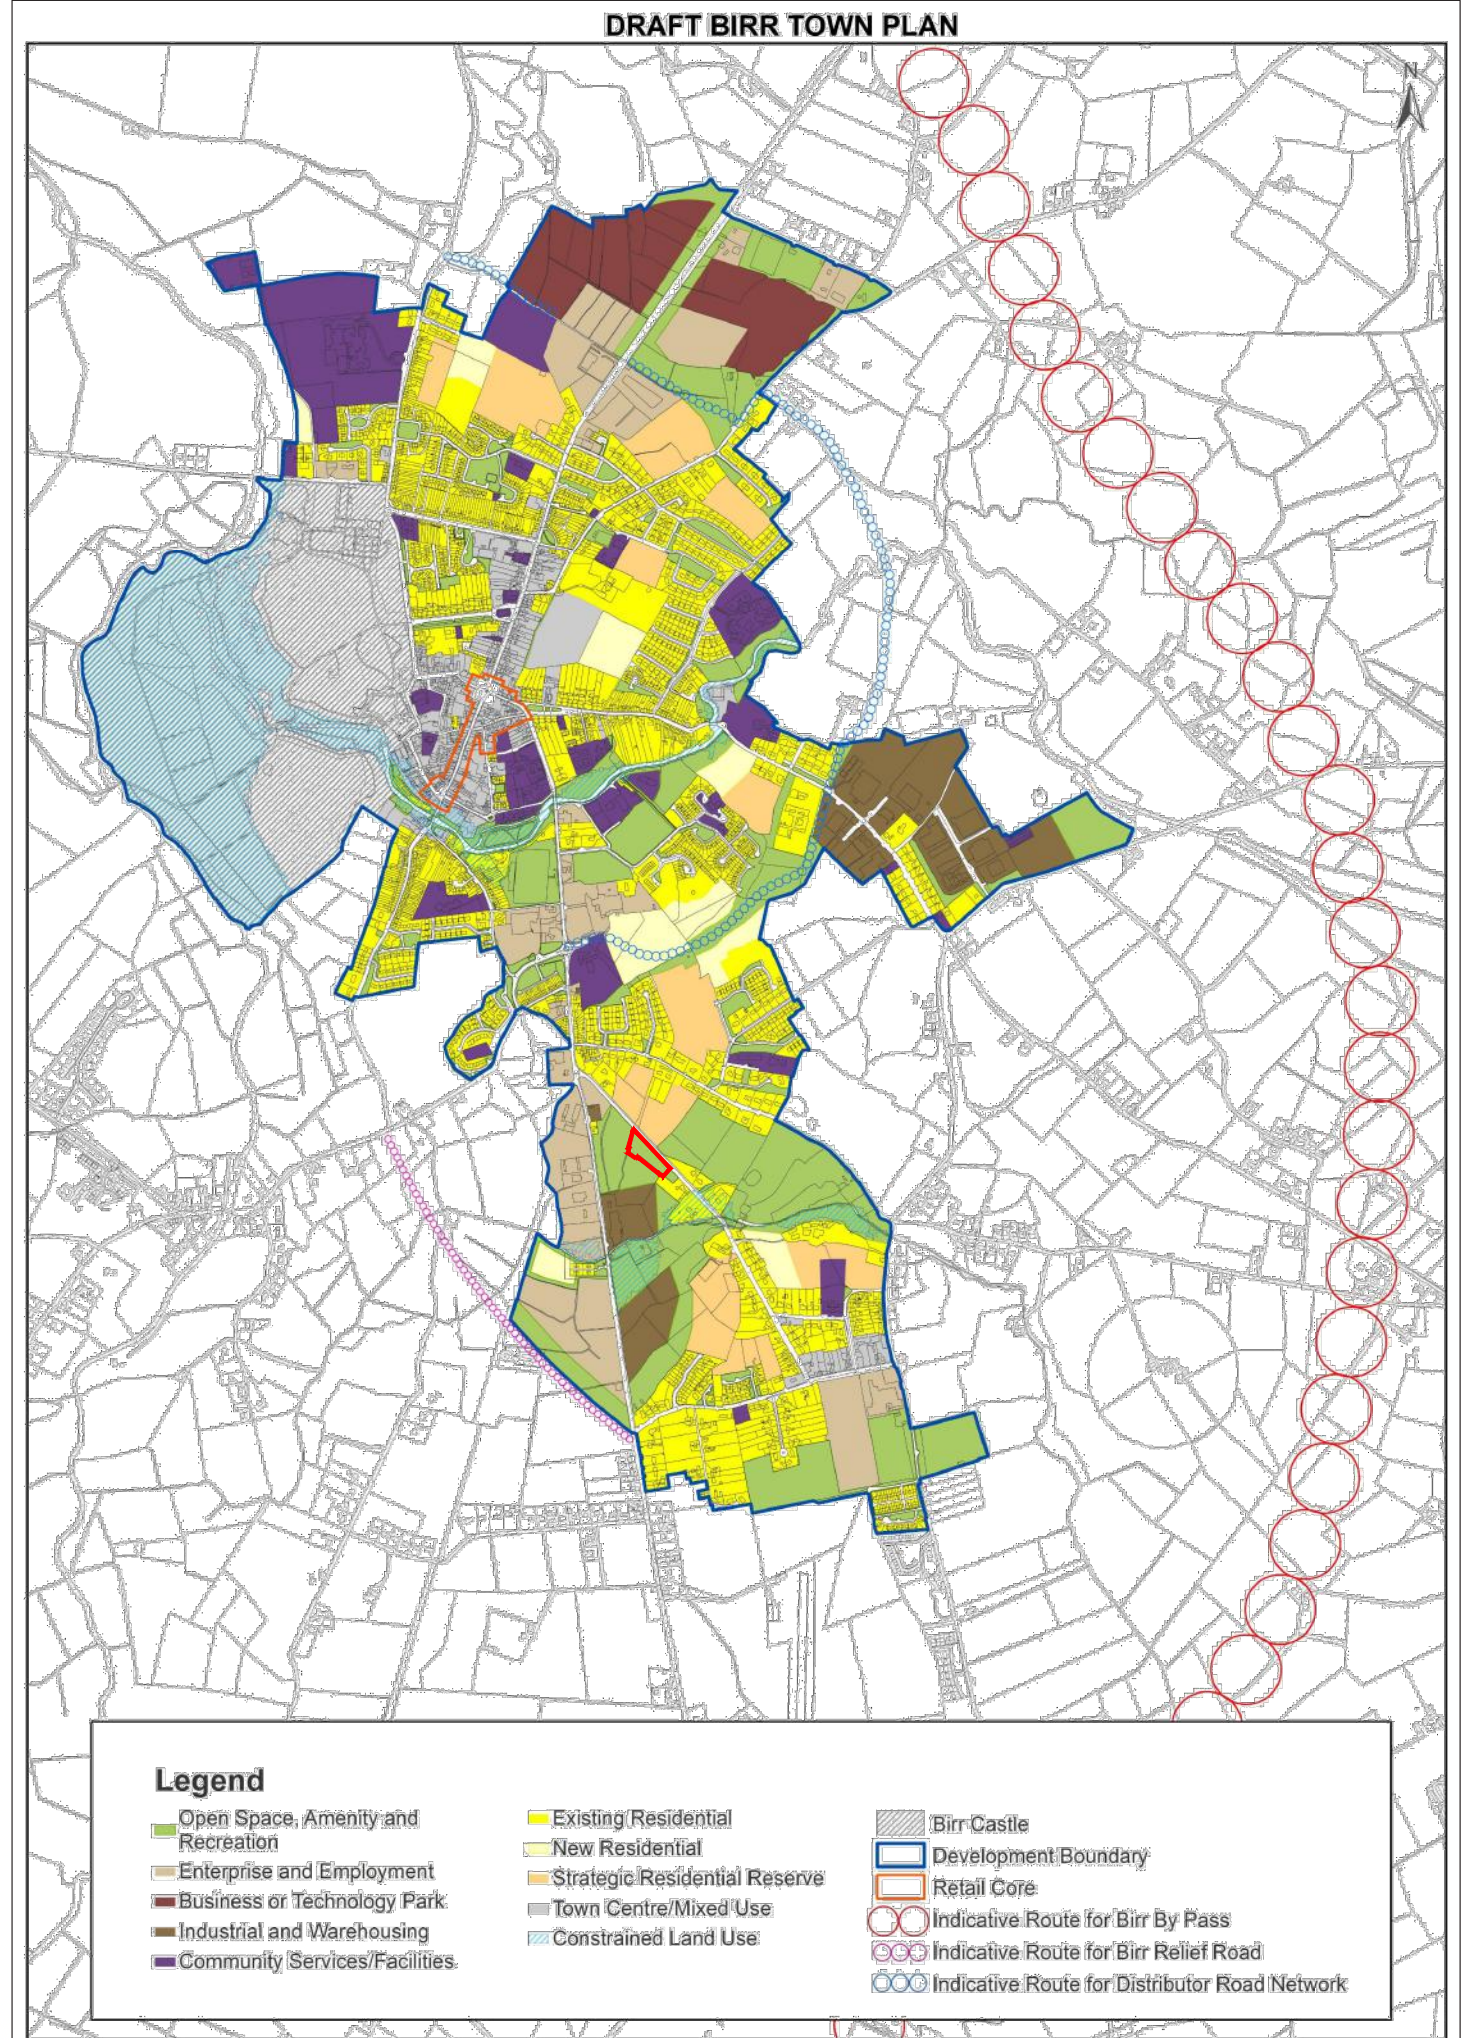 DRAFT BIRR TOWN PLAN
N
Legend
Open Space, Amenity and
Recreation
Enterprise and Employment
Business or Technology Park
Industrial and Warehousing
Community Services/Facilities
Existing Residential
New Residential
Strategic Residential Reserve
Town Centre/Mixed Use
Constrained Land Use
Birr Castle
Development Boundary
Retail Core
Indicative Route for Birr By Pass
Indicative Route for Birr Relief Road
Indicative Route for Distributor Road Network